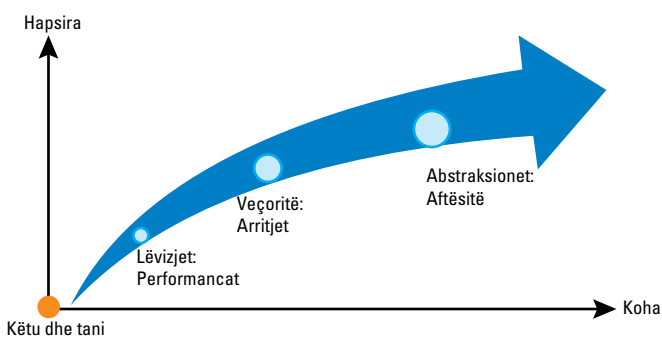 Hapsira
Abstraksionet:
Aftësitë
Veçoritë:
Arritjet
Lëvizjet:
Performancat
Koha
Këtu dhe tani